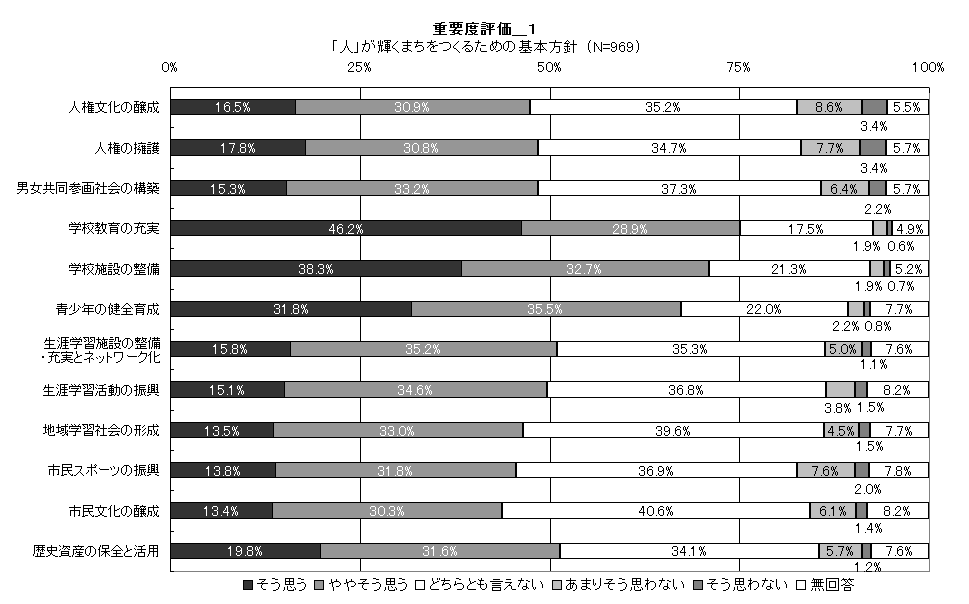 重要度評価__1
「人」が輝くまちをつくるための基本方針（N=969）
0% 25% 50% 75% 100%
人権文化の醸成 16.5% 30.9% 35.2% 8.6% 5.5%
3.4%
人権の擁護 17.8% 30.8% 34.7% 7.7% 5.7%
3.4%
男女共同参画社会の構築 15.3% 33.2% 37.3% 6.4% 5.7%
2.2%
学校教育の充実 46.2% 28.9% 17.5% 4.9%
1.9% 0.6%
学校施設の整備 38.3% 32.7% 21.3% 5.2%
1.9% 0.7%
青少年の健全育成 31.8% 35.5% 22.0% 7.7%
2.2% 0.8%
生涯学習施設の整備
・充実とネットワーク化 15.8% 35.2% 35.3% 5.0% 7.6%
1.1%
生涯学習活動の振興 15.1% 34.6% 36.8% 8.2%
3.8% 1.5%
地域学習社会の形成 13.5% 33.0% 39.6% 4.5% 7.7%
1.5%
市民スポーツの振興 13.8% 31.8% 36.9% 7.6% 7.8%
2.0%
市民文化の醸成 13.4% 30.3% 40.6% 6.1% 8.2%
1.4%
歴史資産の保全と活用 19.8% 31.6% 34.1% 5.7% 7.6%
1.2%
そう思う ややそう思う どちらとも言えない あまりそう思わない そう思わない 無回答